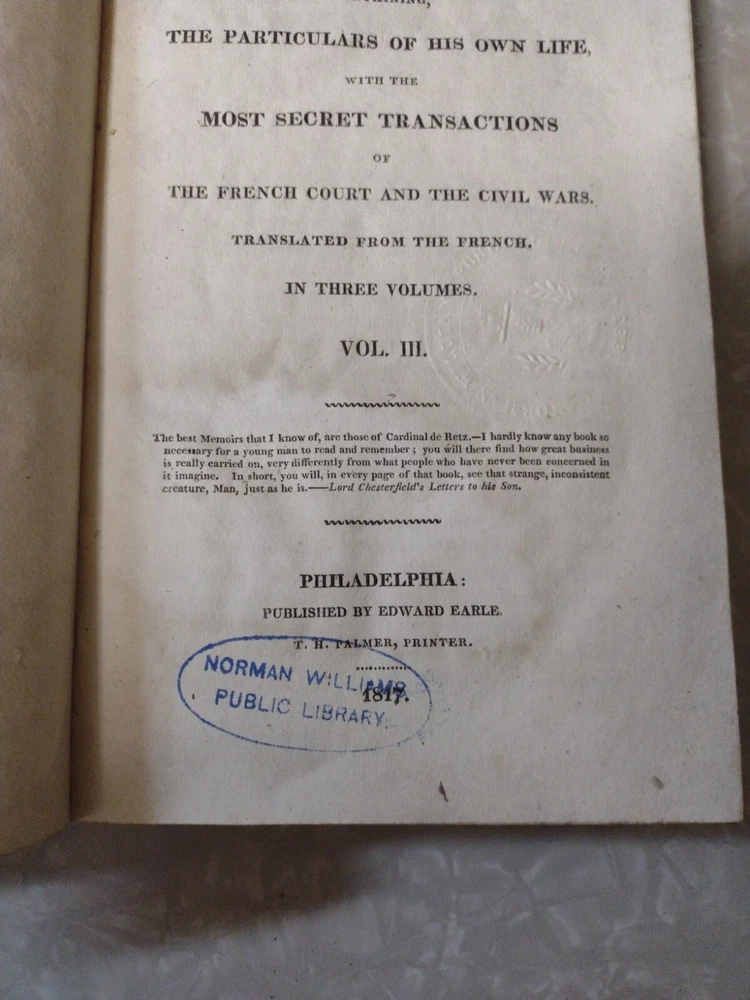 THE PARTICULARS OF HIS OWN LIFE,
WITH THE
MOST SECRET TRANSACTIONS
OF
THE FRENCH COURT AND THE CIVIL WARS.
TRANSLATED FROM THE FRENCH.
IN THREE VOLUMES.
VOL. III.
The best Memoirs that I know of, are those of Cardinal de Retz.—I hardly know any book so
necessary for a young man to read and remember; you will there find how great business
is really carried on, very differently from what people who have never been concerned in
it imagine. In short, you will, in every page of that book, see that strange, inconsistent
creature, Man, just as he is.——Lord Chesterfield's Letters to his Son.
PHILADELPHIA:
PUBLISHED BY EDWARD EARLE.
T. H. PALMER, PRINTER.
1817.
NORMAN WILLIAMS
PUBLIC LIBRARY